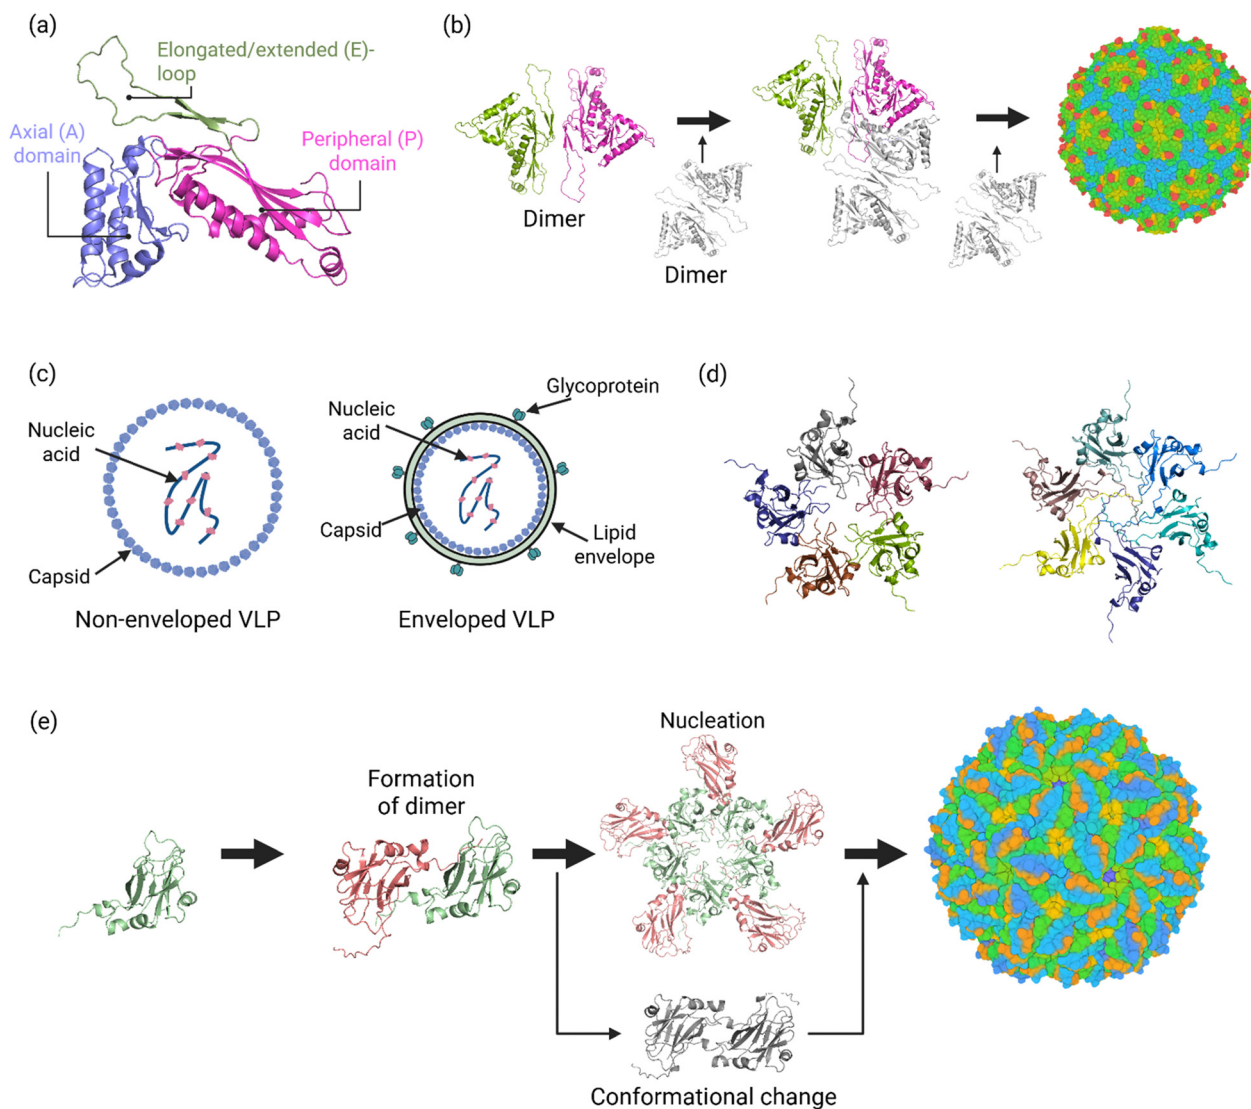 (a)
Elongated/extended (E)-
loop
Axial (A)
domain
Peripheral (P)
domain
(b)
Dimer
Dimer
(c)
Nucleic
acid
Capsid
Non-enveloped VLP
Nucleic
acid
Glycoprotein
Capsid
Lipid
envelope
Enveloped VLP
(d)
(e)
Formation
of dimer
Nucleation
Conformational change